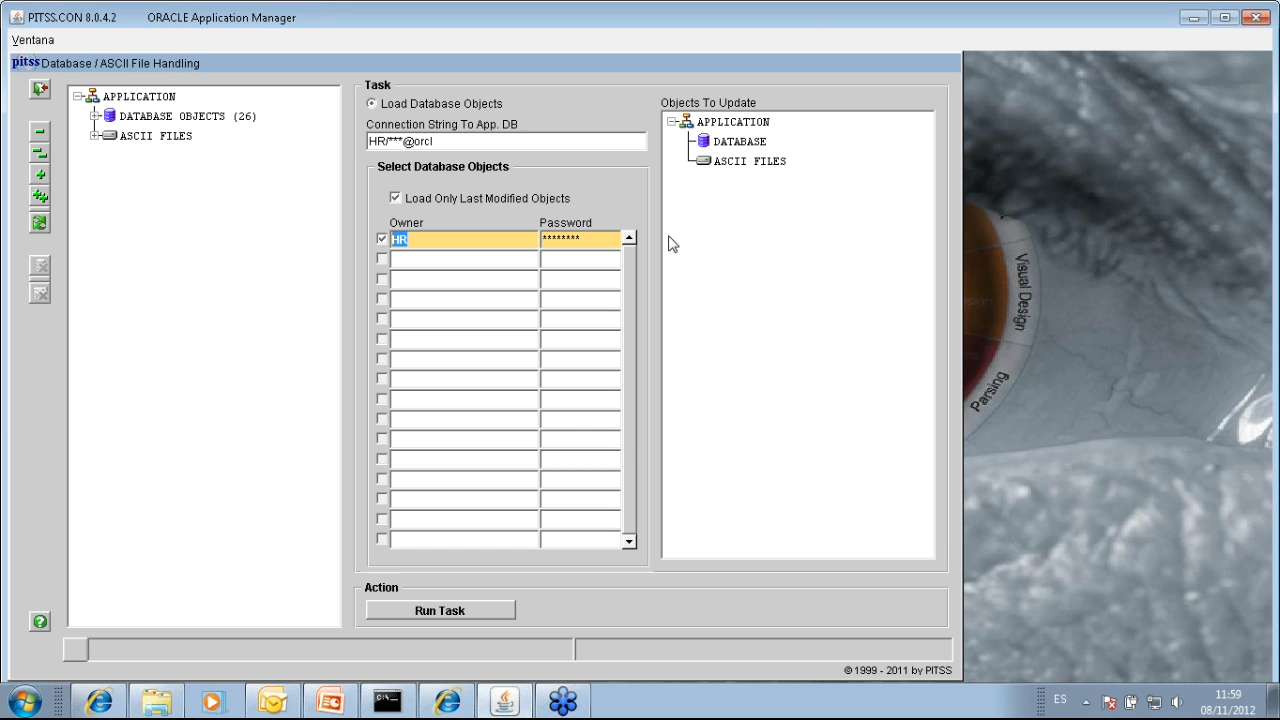 PITSS.CON 8.0.4.2 ORACLE Application Manager
Ventana
pitss Database / ASCII File Handling
APPLICATION
DATABASE OBJECTS (26)
ASCII FILES
Task
Load Database Objects
Connection String To App. DB
HR/***@orcl
Select Database Objects
Load Only Last Modified Objects
Owner Password
HR ********
Objects To Update
APPLICATION
DATABASE
ASCII FILES
Action
Run Task
© 1999 - 2011 by PITSS
Visual Design
Parsing
ES
11:59
08/11/2012